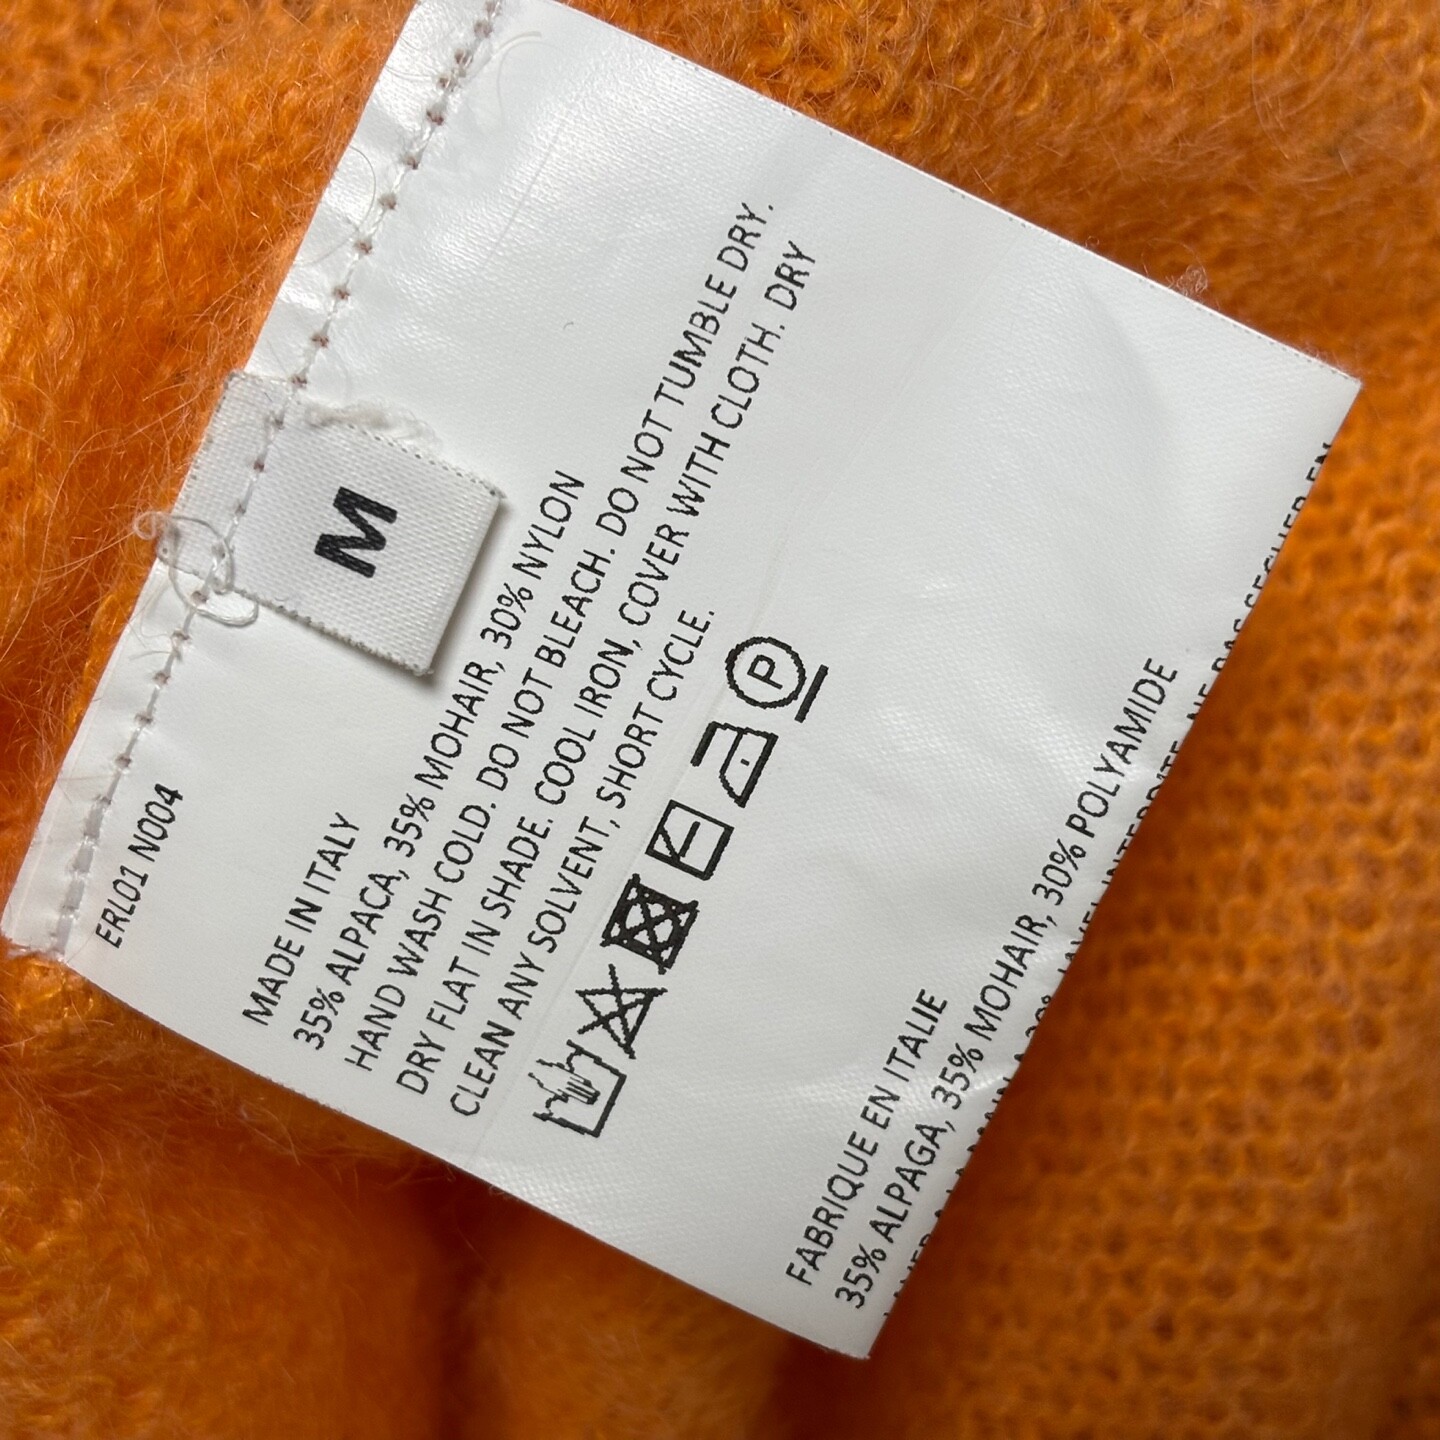 M
ERL01 N004
MADE IN ITALY
35% ALPACA, 35% MOHAIR, 30% NYLON
HAND WASH COLD. DO NOT BLEACH. DO NOT TUMBLE DRY.
DRY FLAT IN SHADE. COOL IRON, COVER WITH CLOTH. DRY
CLEAN ANY SOLVENT, SHORT CYCLE.
P
FABRIQUE EN ITALIE
35% ALPAGA, 35% MOHAIR, 30% POLYAMIDE